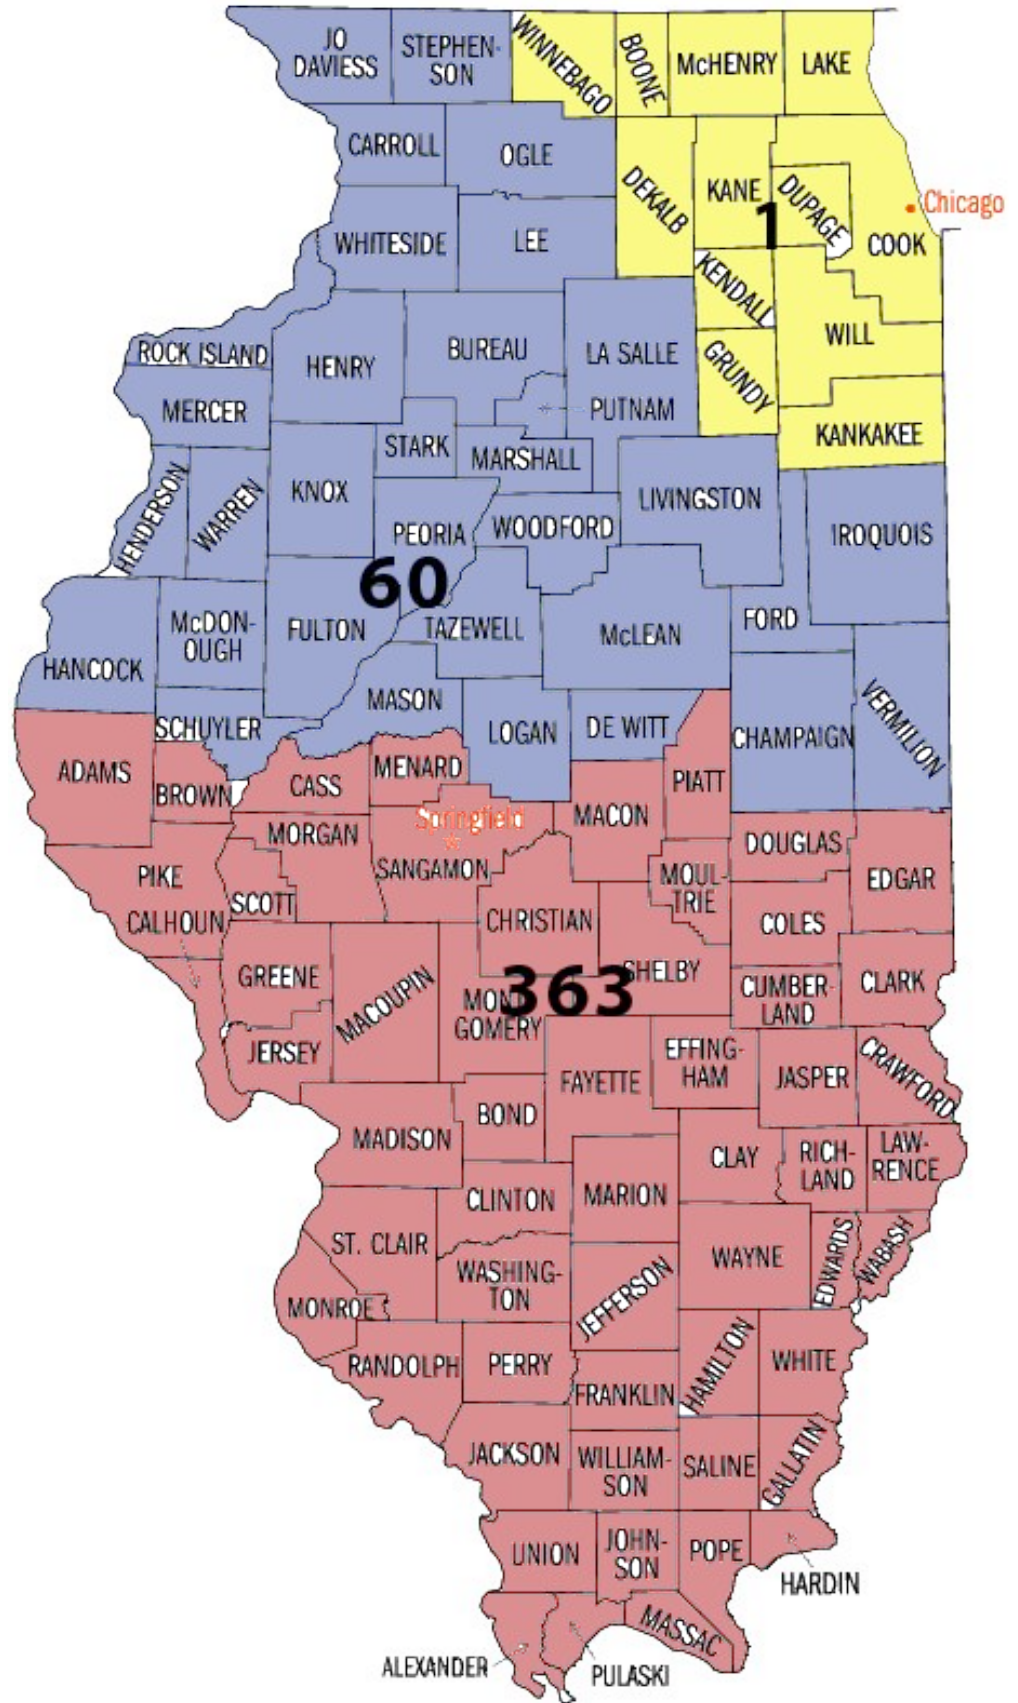 JO
DAVIESS
STEPHEN-
SON
WINNEBAGO
BOONE
McHENRY
LAKE
CARROLL
OGLE
DEKALB
KANE
DUPAGE
Chicago
1
COOK
WHITESIDE
LEE
KENDALL
WILL
ROCK ISLAND
HENRY
BUREAU
LA SALLE
GRUNDY
MERCER
PUTNAM
STARK
MARSHALL
KANKAKEE
HENDERSON
WARREN
KNOX
PEORIA
WOODFORD
LIVINGSTON
IROQUOIS
60
HANCOCK
McDON-
OUGH
FULTON
TAZEWELL
McLEAN
FORD
SCHUYLER
MASON
LOGAN
DE WITT
CHAMPAIGN
VERMILION
ADAMS
BROWN
CASS
MENARD
MACON
PIATT
Springfield
PIKE
MORGAN
SANGAMON
MOUL-
TRIE
DOUGLAS
EDGAR
CALHOUN
SCOTT
CHRISTIAN
COLES
GREENE
MACOUPIN
363
MONT-
GOMERY
SHELBY
CUMBER-
LAND
CLARK
JERSEY
FAYETTE
EFFING-
HAM
JASPER
CRAWFORD
MADISON
BOND
CLAY
RICH-
LAND
LAW-
RENCE
CLINTON
MARION
ST. CLAIR
WASHING-
TON
JEFFERSON
WAYNE
EDWARDS
WABASH
MONROE
RANDOLPH
PERRY
FRANKLIN
HAMILTON
WHITE
JACKSON
WILLIAM-
SON
SALINE
GALLATIN
UNION
JOHN-
SON
POPE
HARDIN
ALEXANDER
PULASKI
MASSAC